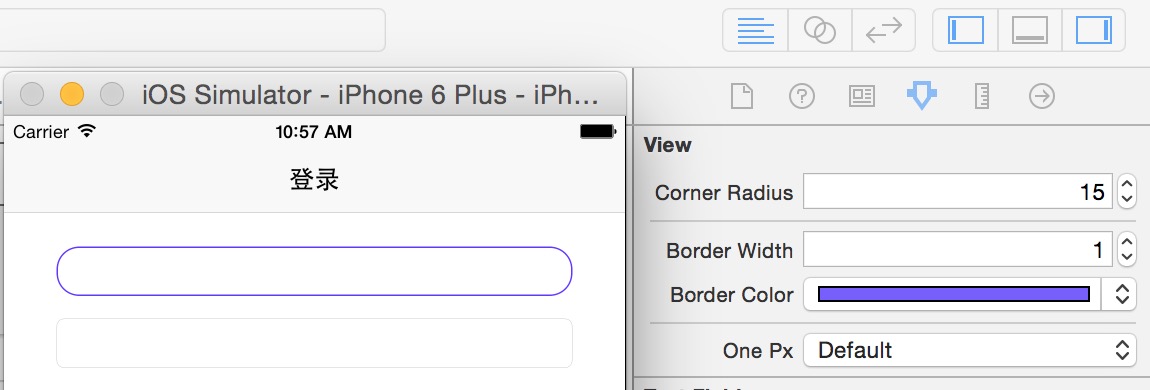 iOS Simulator - iPhone 6 Plus - iPh...
Carrier
10:57 AM
登录
View
Corner Radius
15
Border Width
1
Border Color
One Px
Default